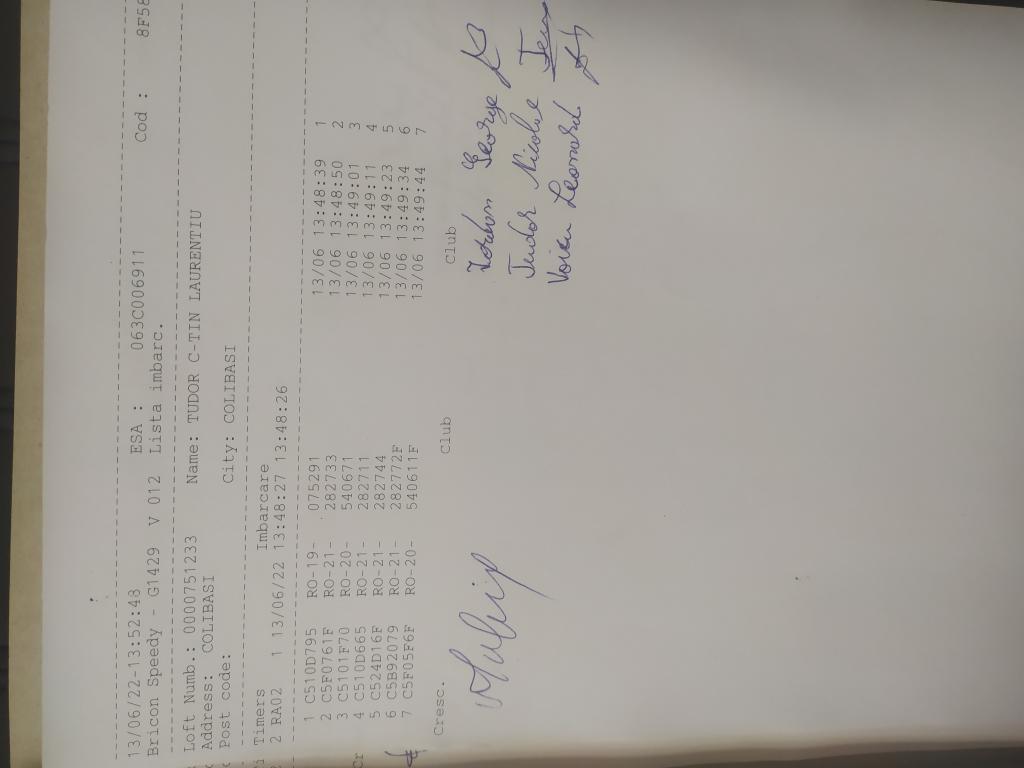 13/06/22-13:52:43
Bricon Speedy - G1429 V 012 ESA : 063C006911 Cod : 8F58
Lista imbarc.
Loft Numb.: 0000751233 Name: TUDOR C-TIN LAURENTIU
Address: COLIBASI
Post code: City: COLIBASI
Timers Imbarcare
2 RA02 1 13/06/22 13:48:27 13:48:26
1 C510D795 RO-19- 075291 13/06 13:48:39 1
2 C5F0761F RO-21- 282733 13/06 13:48:50 2
3 C5101F70 RO-20- 540671 13/06 13:49:01 3
4 C510D665 RO-21- 282711 13/06 13:49:11 4
5 C524D16F RO-21- 282744 13/06 13:49:23 5
6 C5B92079 RO-21- 282772F 13/06 13:49:34 6
7 C5F05F6F RO-20- 540611F 13/06 13:49:44 7
Cresc. Club Club
George
Tudor Nicolae
Voicu Leonard